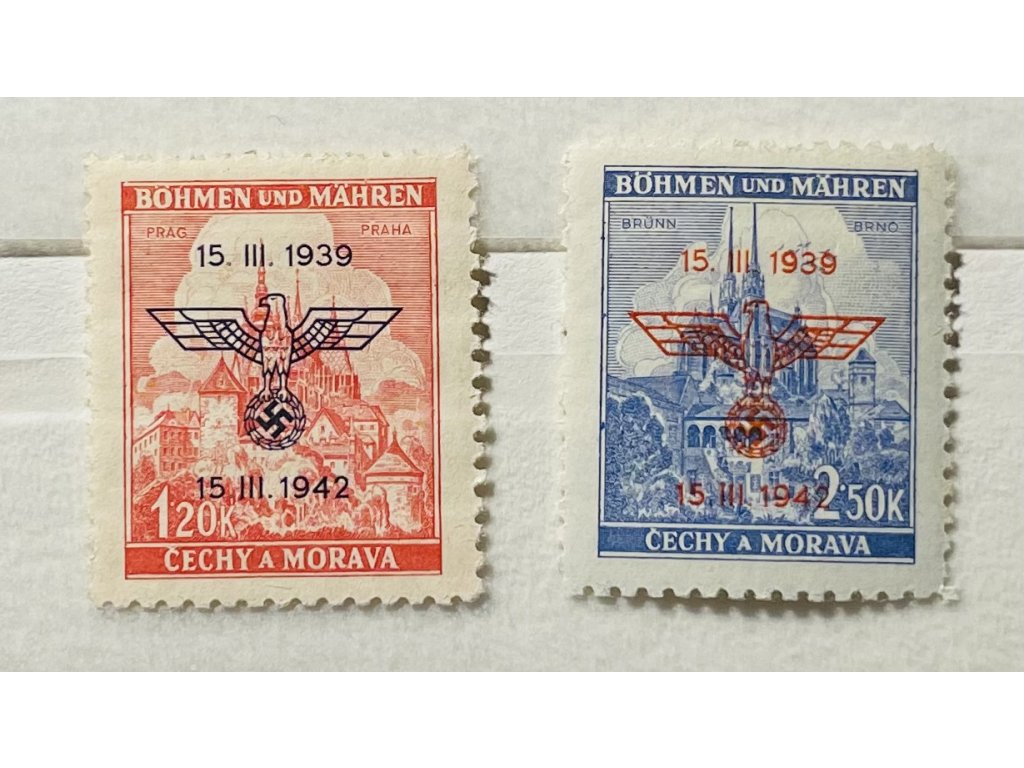 BÖHMEN UND MÄHREN
PRAG PRAHA
15. III. 1939
15. III. 1942
1 20K
ČECHY A MORAVA
BÖHMEN UND MÄHREN
BRÜNN BRNO
15. III. 1939
15. III. 1942
2·50K
ČECHY A MORAVA